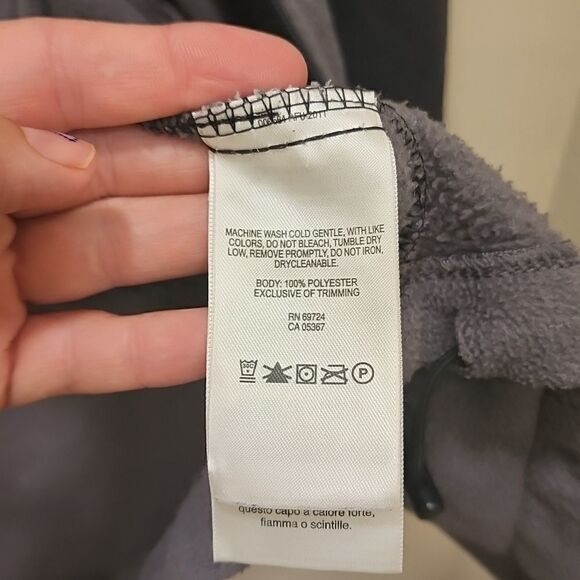 MACHINE WASH COLD GENTLE, WITH LIKE
COLORS, DO NOT BLEACH, TUMBLE DRY
LOW, REMOVE PROMPTLY, DO NOT IRON,
DRYCLEANABLE.
BODY: 100% POLYESTER
EXCLUSIVE OF TRIMMING
RN 69724
CA 05367
30C
P
questo capo a calore forte,
fiamma o scintille.